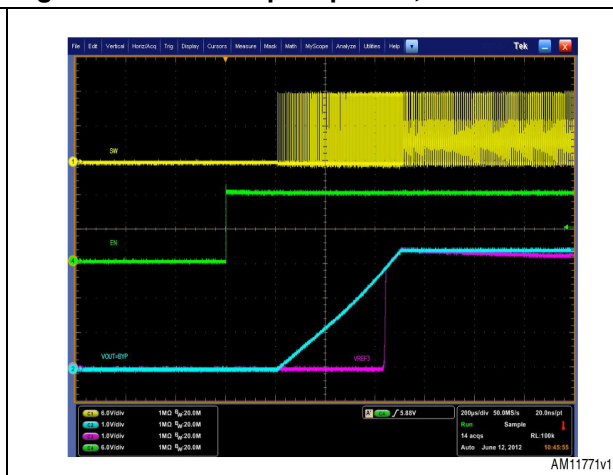 File Edit Vertical Horiz/Acq Trig Display Cursors Measure Mask Math MyScope Analyze Utilities Help Tek X
SW
1
EN
4
VOUT=BYP
VREF3
2
C1 6.0V/div 1MΩ BW:20.0M
C2 1.0V/div 1MΩ BW:20.0M
C3 1.0V/div 1MΩ BW:20.0M
C4 6.0V/div 1MΩ BW:20.0M
A' C4 5.88V
200µs/div 50.0MS/s 20.0ns/pt
Run Sample
14 acqs RL:100k
Auto June 12, 2012 10:45:55
AM11771v1